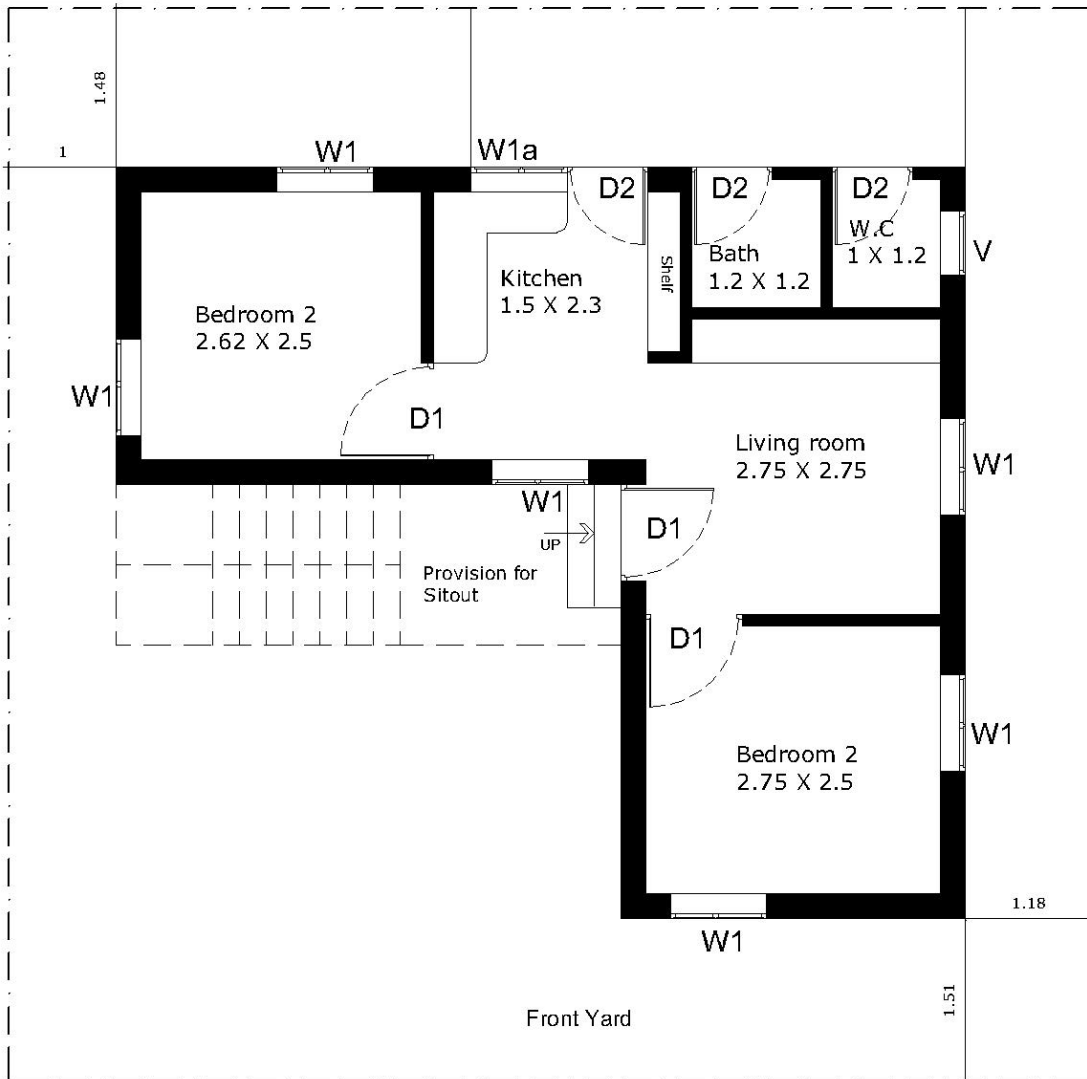 1.48
1
W1
W1a
D2
D2
D2
W.C
1 X 1.2
V
Bath
1.2 X 1.2
Shelf
Kitchen
1.5 X 2.3
Bedroom 2
2.62 X 2.5
W1
D1
Living room
2.75 X 2.75
W1
W1
UP
D1
Provision for
Sitout
D1
Bedroom 2
2.75 X 2.5
W1
W1
1.18
1.51
Front Yard